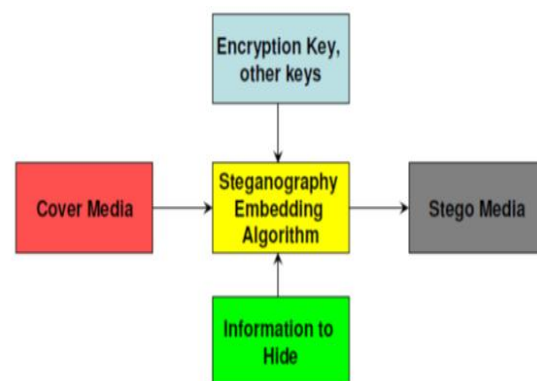 Encryption Key,
other keys
Cover Media
Steganography
Embedding
Algorithm
Stego Media
Information to
Hide